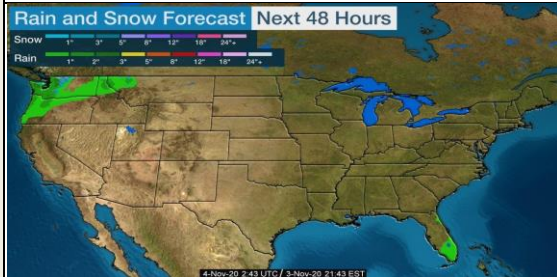 Rain and Snow Forecast Next 48 Hours
Snow
1" 3" 5" 8" 12" 18" 24"+
Rain
1" 2" 3" 5" 8" 12" 18" 24"+
4-Nov-20 2:43 UTC / 3-Nov-20 21:43 EST